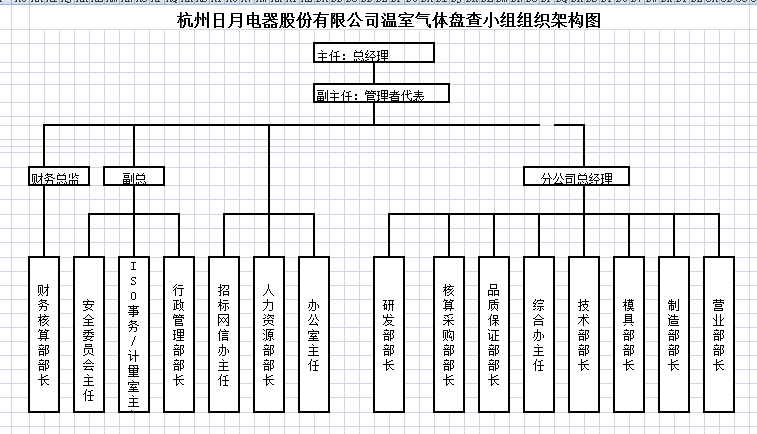 杭州日月电器股份有限公司温室气体盘查小组组织架构图
主任：总经理
副主任：管理者代表
财务总监
副总
分公司总经理
财务核算部部长
安全委员会主任
ISO事务/计量室主
行政管理部部长
招标网信办主任
人力资源部部长
办公室主任
研发部部长
核算采购部部长
品质保证部部长
综合办主任
技术部部长
模具部部长
制造部部长
营业部部长